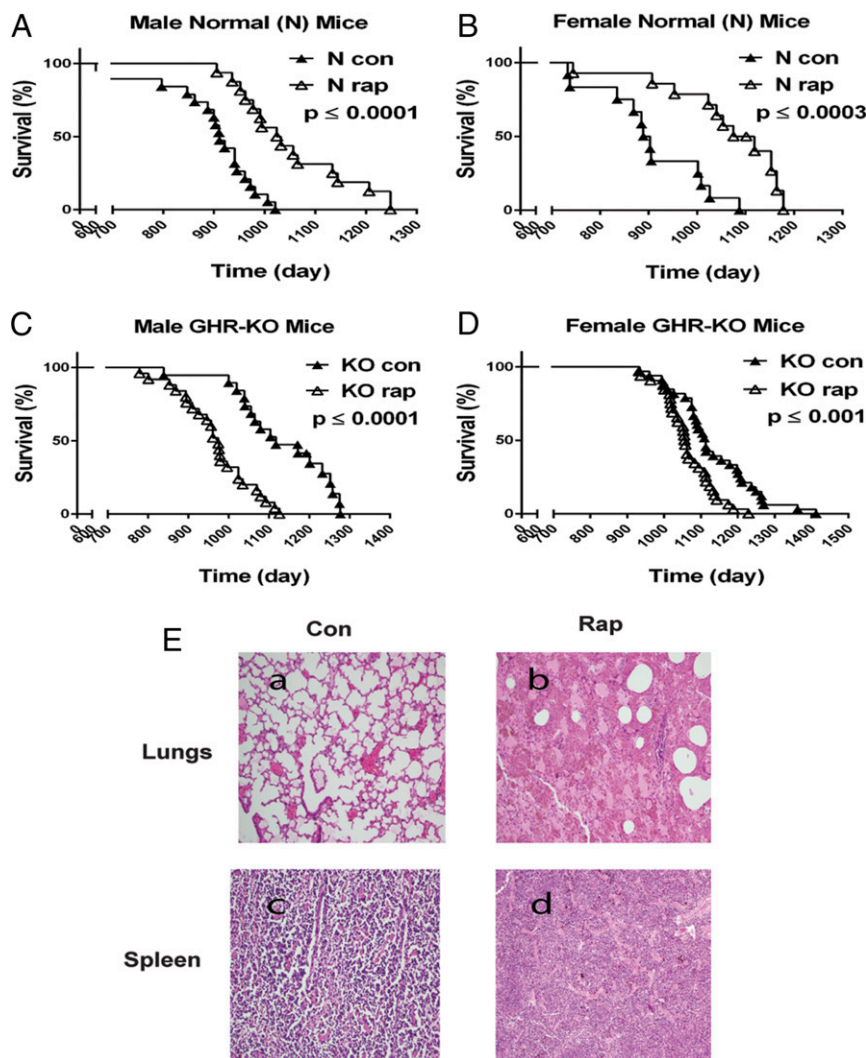 A
Male Normal (N) Mice
N con
N rap
p ≤ 0.0001
Survival (%)
100
50
0
600 700 800 900 1000 1100 1200 1300
Time (day)
B
Female Normal (N) Mice
N con
N rap
p ≤ 0.0003
Survival (%)
100
50
0
600 700 800 900 1000 1100 1200 1300
Time (day)
C
Male GHR-KO Mice
KO con
KO rap
p ≤ 0.0001
Survival (%)
100
50
0
600 700 800 900 1000 1100 1200 1300 1400
Time (day)
D
Female GHR-KO Mice
KO con
KO rap
p ≤ 0.001
Survival (%)
100
50
0
600 700 800 900 1000 1100 1200 1300 1400 1500
Time (day)
E
Con Rap
Lungs
a b
Spleen
c d